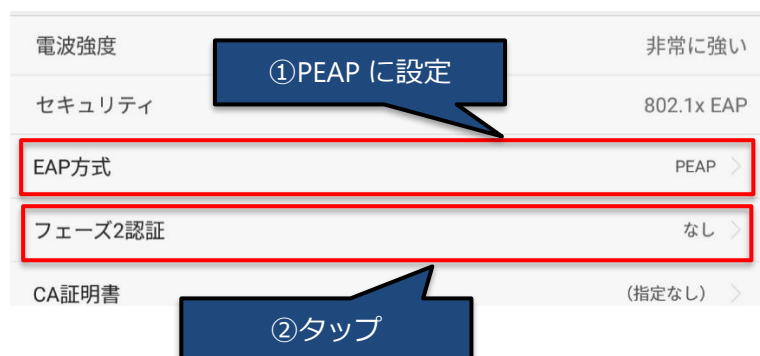 電波強度 非常に強い
①PEAP に設定
セキュリティ 802.1x EAP
EAP方式 PEAP
フェーズ2認証 なし
CA証明書 (指定なし)
②タップ